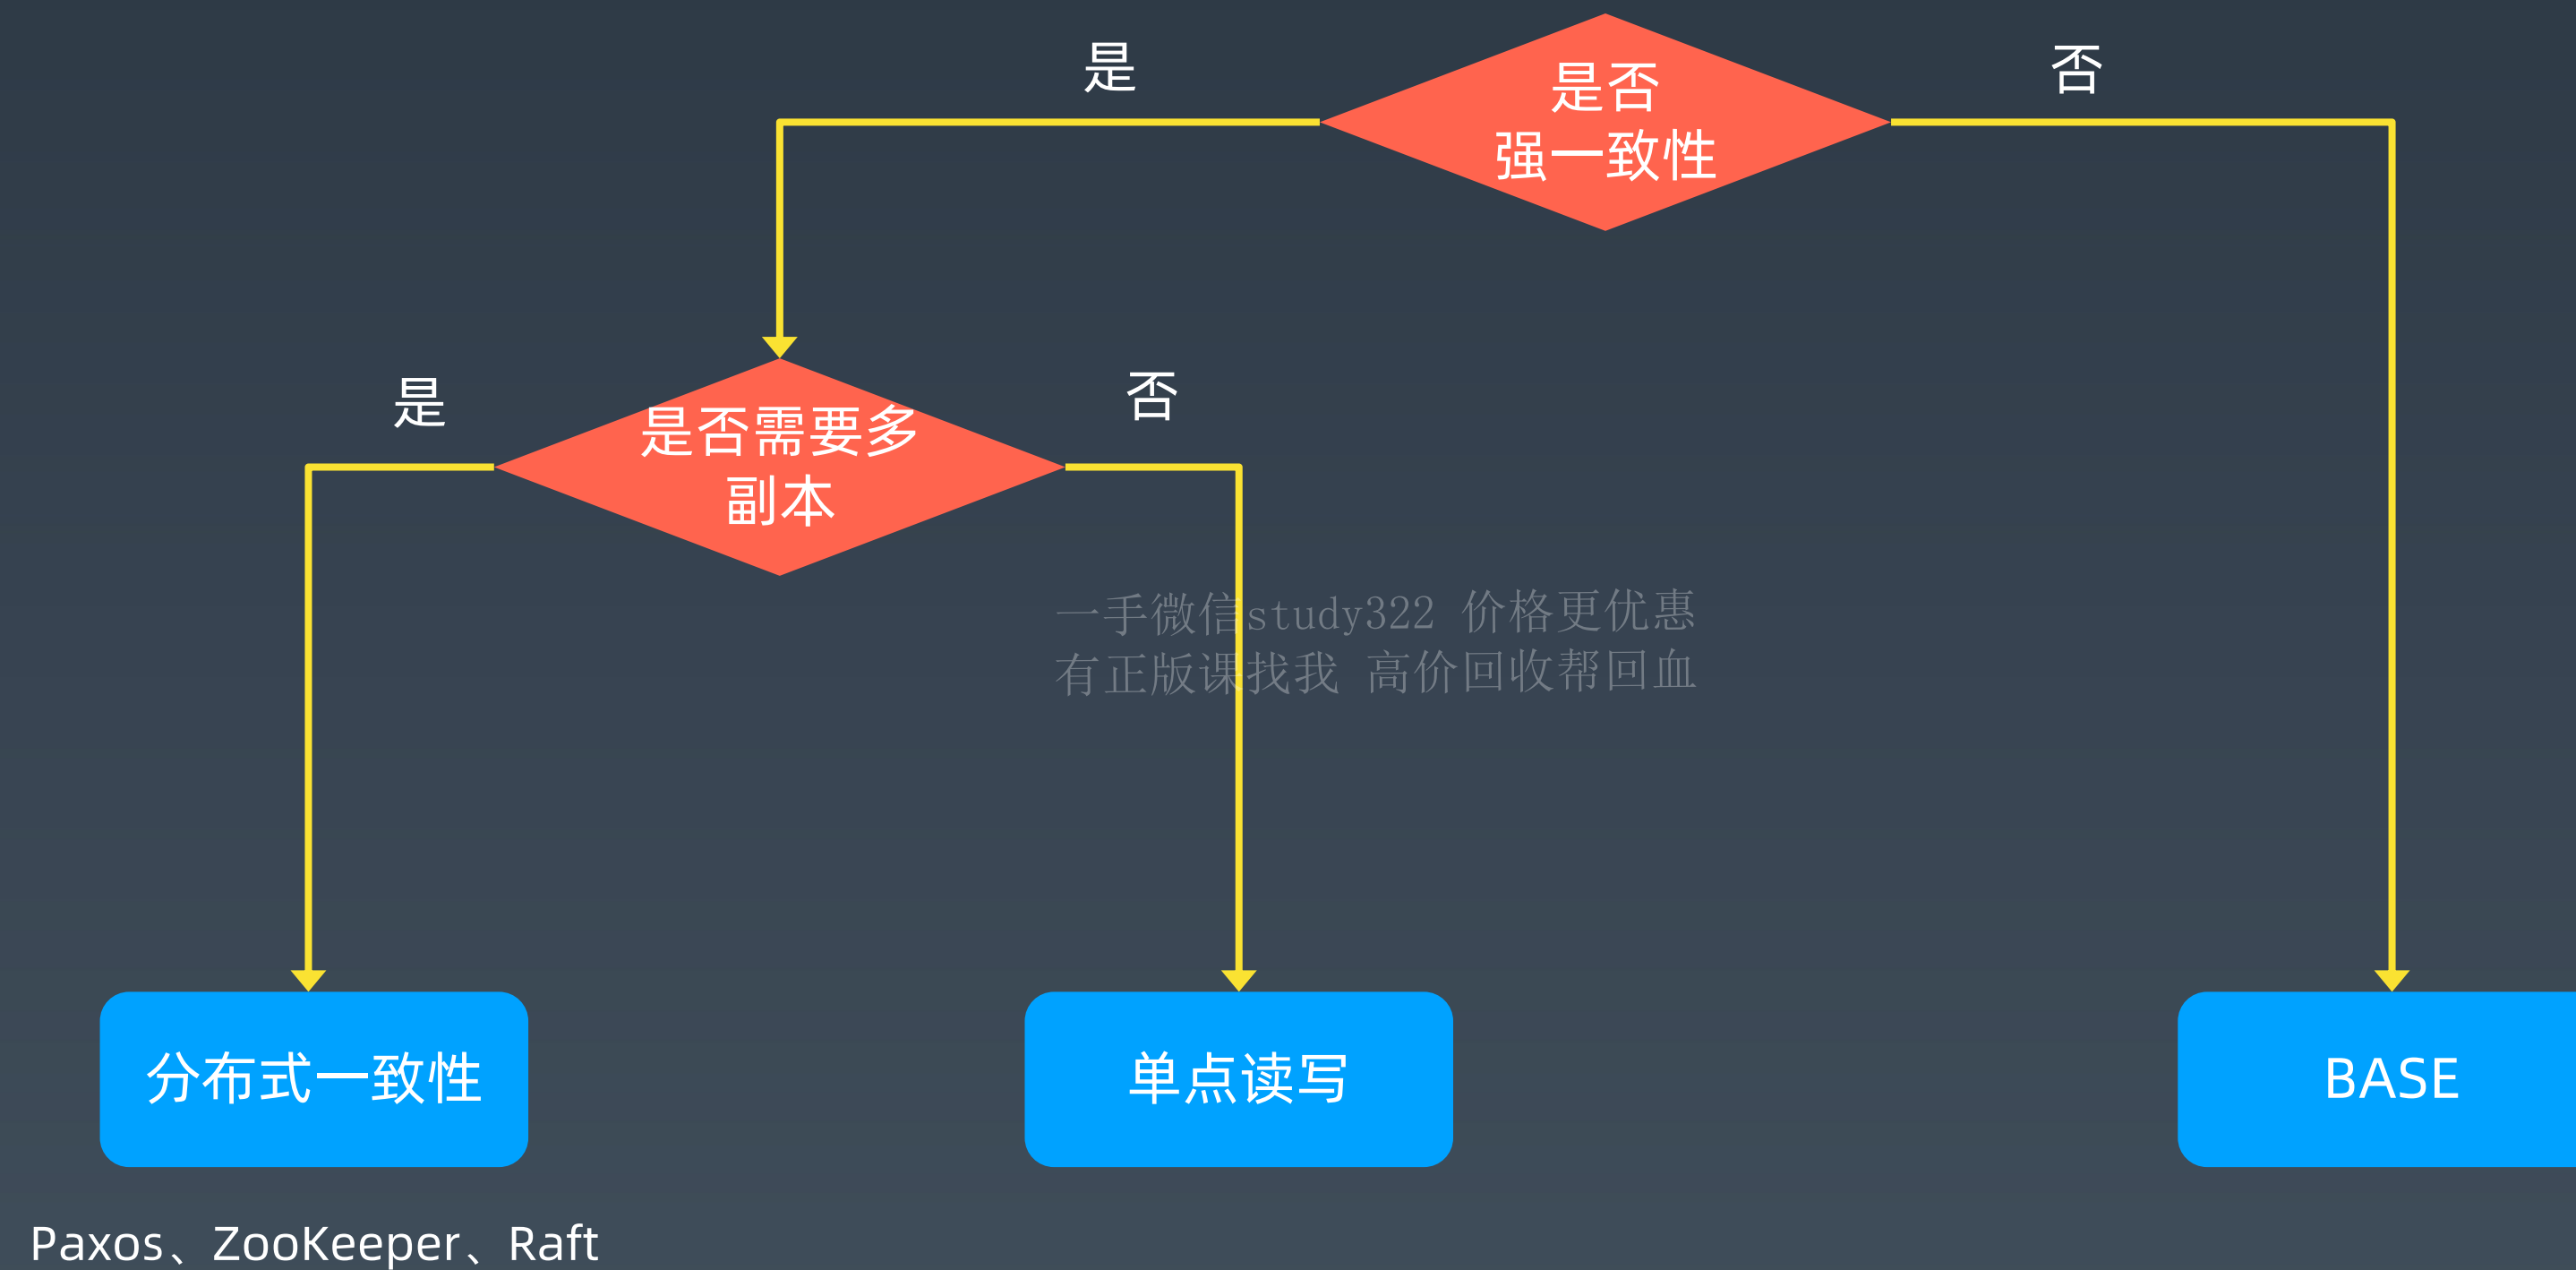 是
否
是否
强一致性
是
否
是否需要多
副本
一手微信study322 价格更优惠
有正版课找我 高价回收帮回血
分布式一致性
单点读写
BASE
Paxos、ZooKeeper、Raft